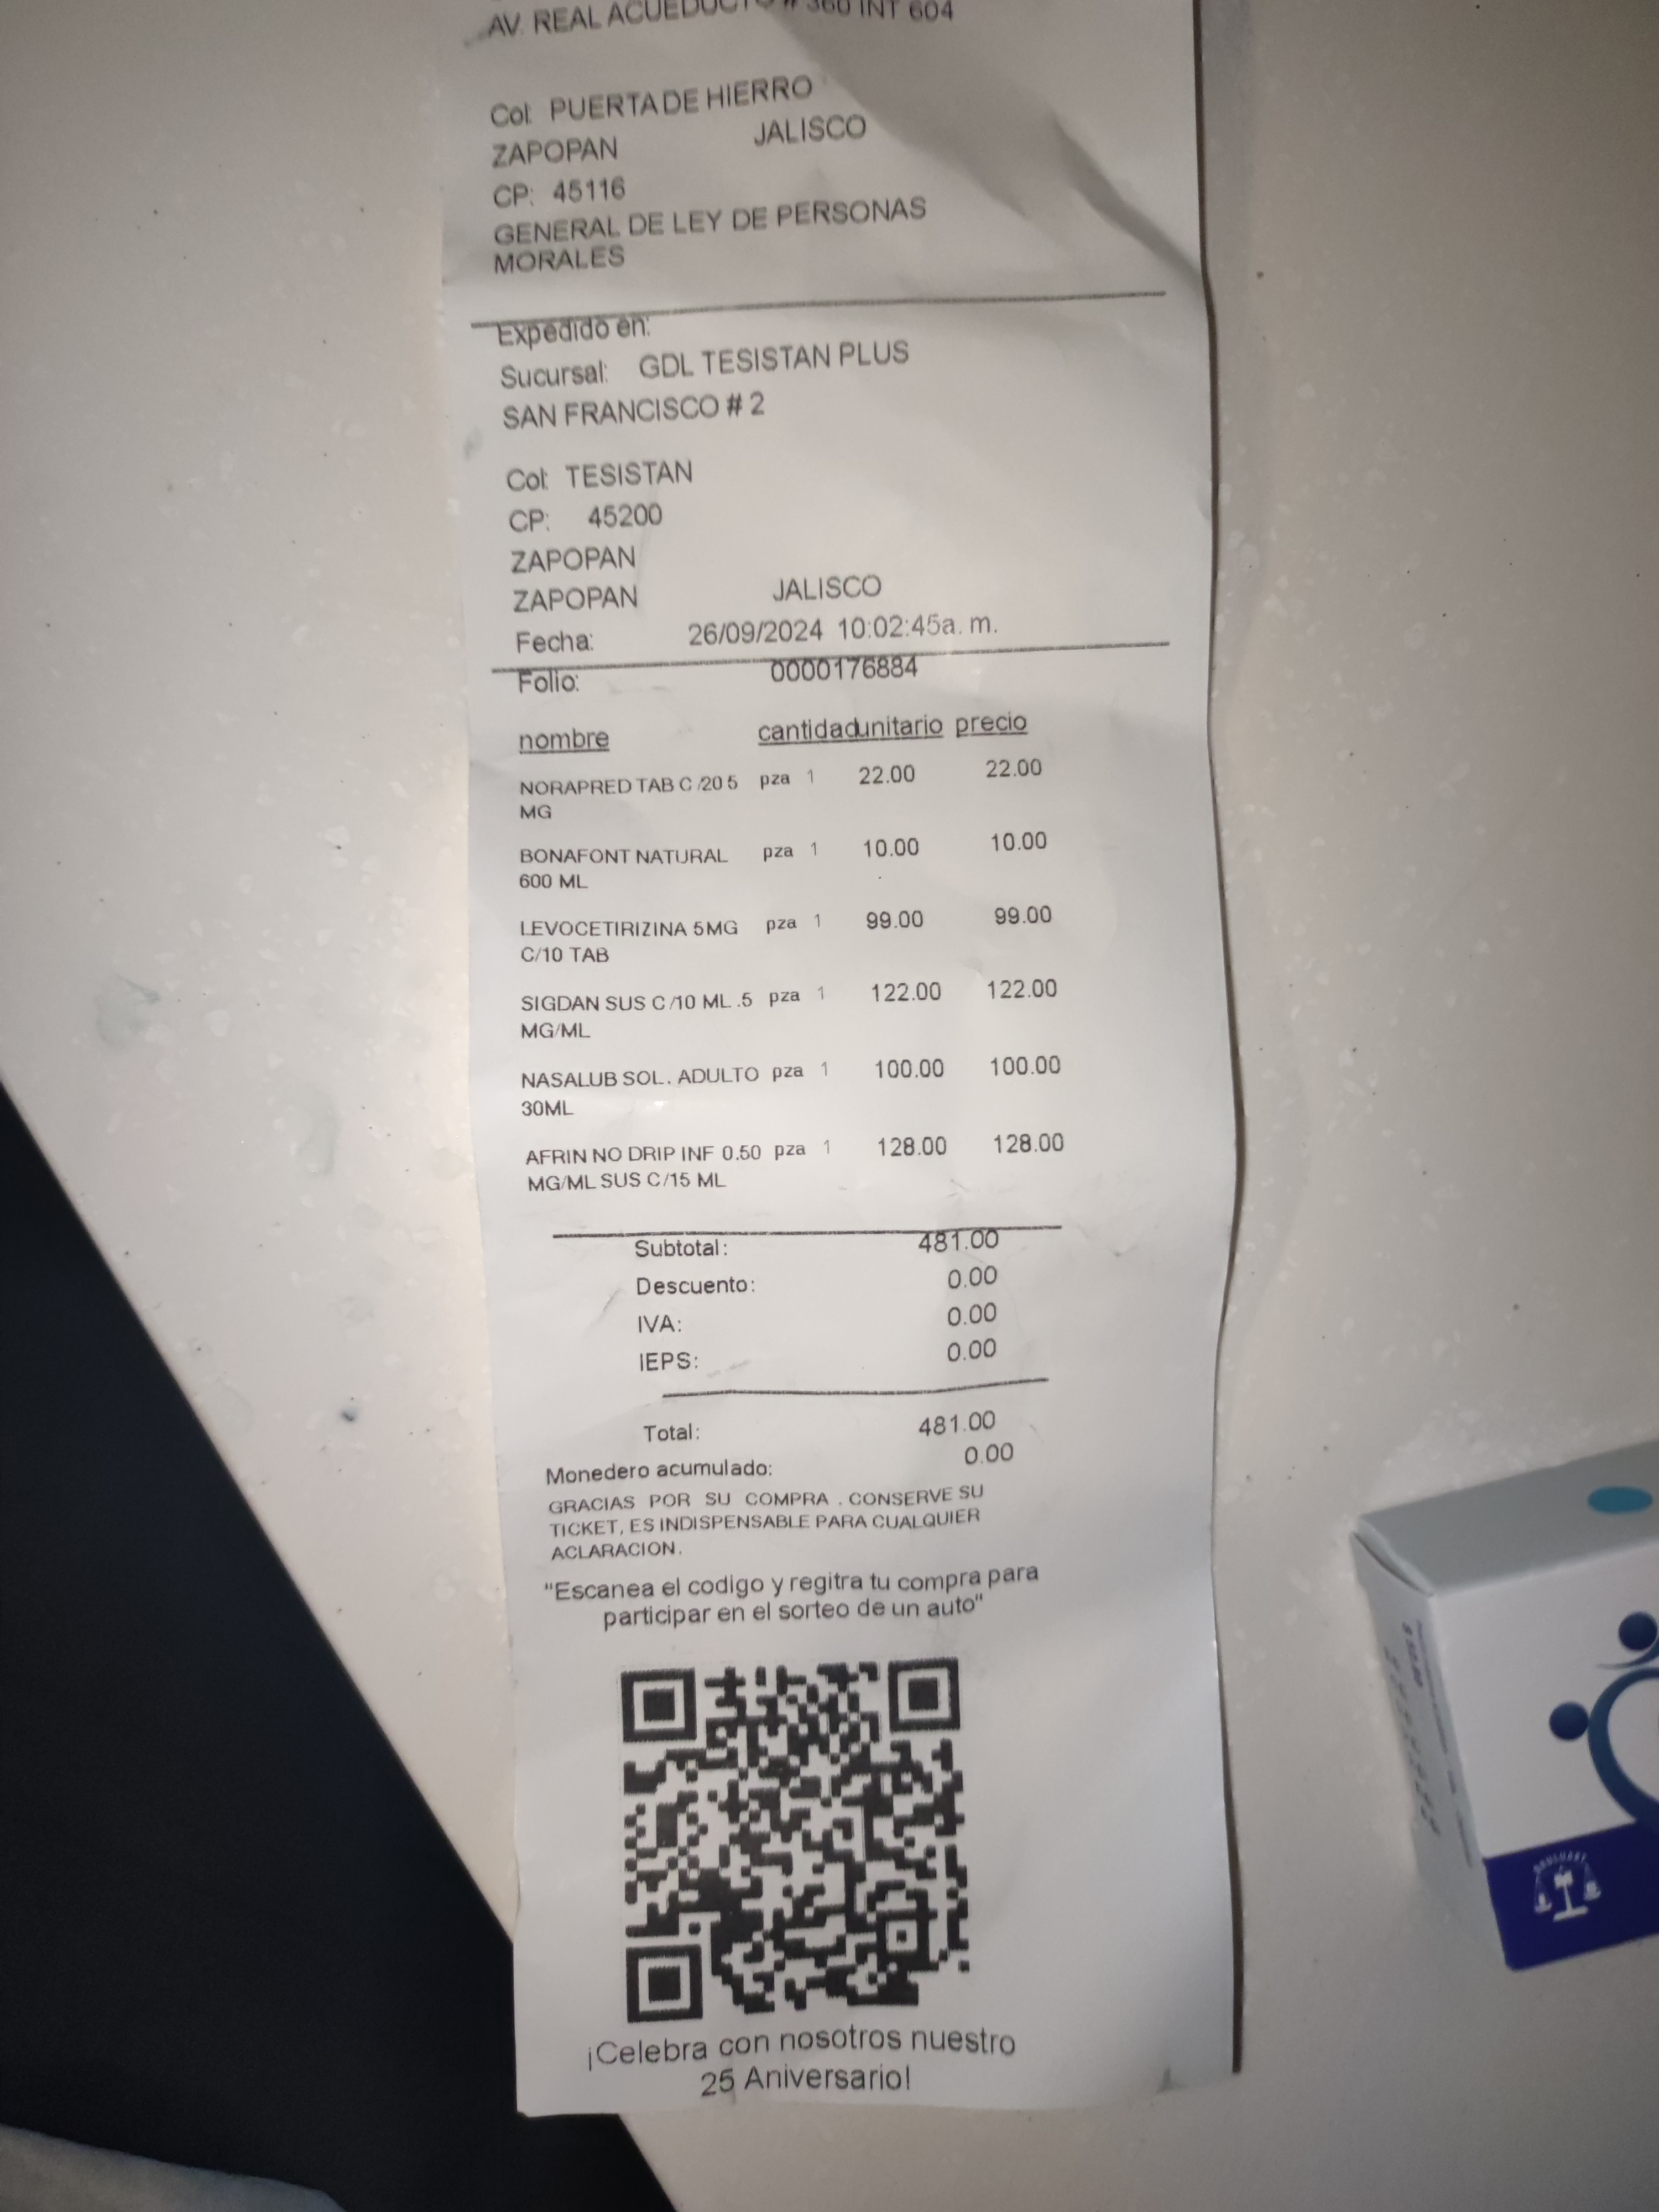 AV. REAL ACUEDUCTO # 360 INT 604
Col: PUERTA DE HIERRO
ZAPOPAN JALISCO
CP: 45116
GENERAL DE LEY DE PERSONAS
MORALES
Expedido en:
Sucursal: GDL TESISTAN PLUS
SAN FRANCISCO # 2
Col: TESISTAN
CP: 45200
ZAPOPAN
ZAPOPAN JALISCO
Fecha: 26/09/2024 10:02:45a. m.
Folio: 0000176884
nombre cantidad unitario precio
NORAPRED TAB C/20 5 pza 1 22.00 22.00
MG
BONAFONT NATURAL pza 1 10.00 10.00
600 ML
LEVOCETIRIZINA 5MG pza 1 99.00 99.00
C/10 TAB
SIGDAN SUS C/10 ML .5 pza 1 122.00 122.00
MG/ML
NASALUB SOL. ADULTO pza 1 100.00 100.00
30ML
AFRIN NO DRIP INF 0.50 pza 1 128.00 128.00
MG/ML SUS C/15 ML
Subtotal: 481.00
Descuento: 0.00
IVA: 0.00
IEPS: 0.00
Total: 481.00
Monedero acumulado: 0.00
GRACIAS POR SU COMPRA . CONSERVE SU
TICKET, ES INDISPENSABLE PARA CUALQUIER
ACLARACION.
"Escanea el codigo y regitra tu compra para
participar en el sorteo de un auto"
¡Celebra con nosotros nuestro
25 Aniversario!